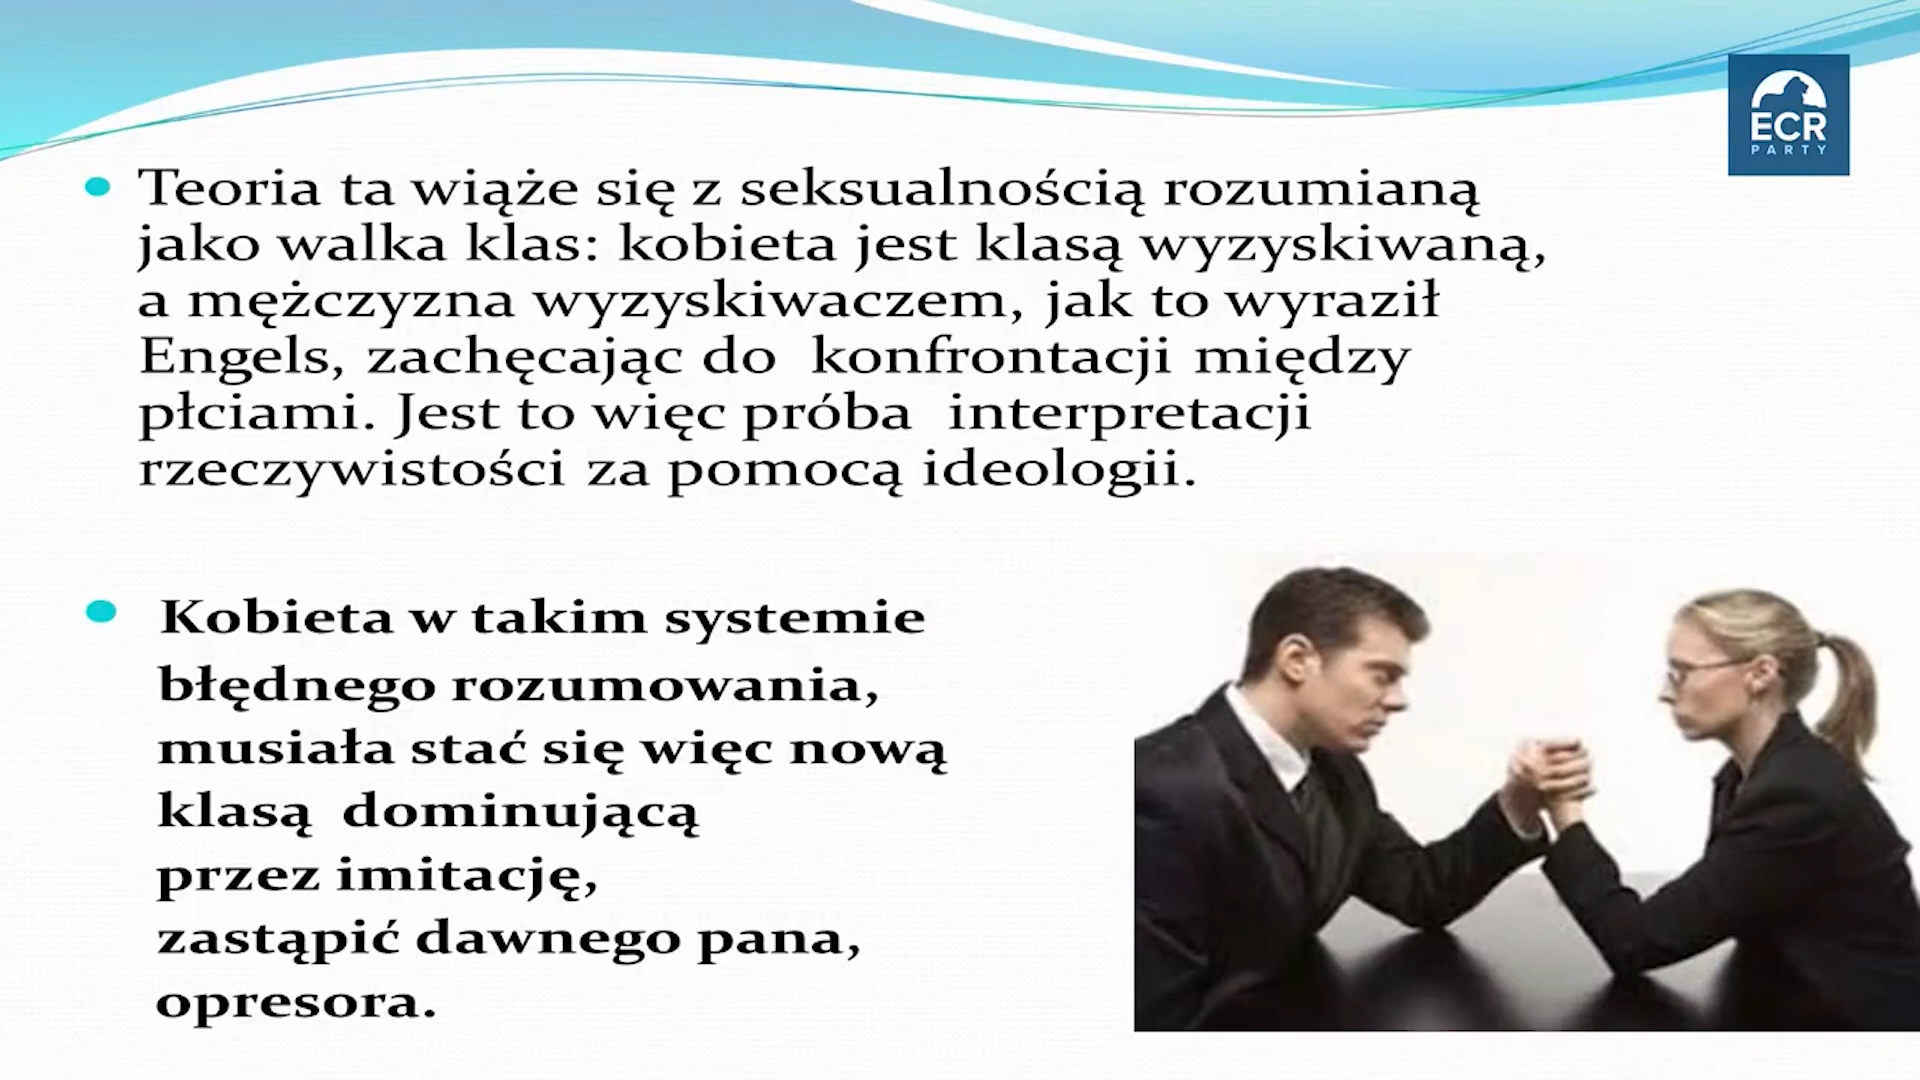 ECR
PARTY
Teoria ta wiąże się z seksualnością rozumianą
jako walka klas: kobieta jest klasą wyzyskiwaną,
a mężczyzna wyzyskiwaczem, jak to wyraził
Engels, zachęcając do konfrontacji między
płciami. Jest to więc próba interpretacji
rzeczywistości za pomocą ideologii.
Kobieta w takim systemie
błędnego rozumowania,
musiała stać się więc nową
klasą dominującą
przez imitację,
zastąpić dawnego pana,
opresora.